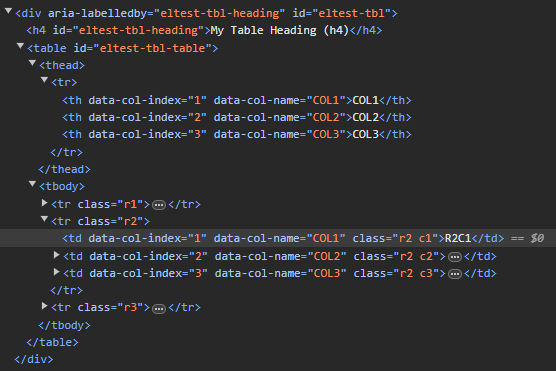 <div aria-labelledby="eltest-tbl-heading" id="eltest-tbl">
<h4 id="eltest-tbl-heading">My Table Heading (h4)</h4>
<table id="eltest-tbl-table">
<thead>
<tr>
<th data-col-index="1" data-col-name="COL1">COL1</th>
<th data-col-index="2" data-col-name="COL2">COL2</th>
<th data-col-index="3" data-col-name="COL3">COL3</th>
</tr>
</thead>
<tbody>
<tr class="r1">…</tr>
<tr class="r2">
<td data-col-index="1" data-col-name="COL1" class="r2 c1">R2C1</td> == $0
<td data-col-index="2" data-col-name="COL2" class="r2 c2">…</td>
<td data-col-index="3" data-col-name="COL3" class="r2 c3">…</td>
</tr>
<tr class="r3">…</tr>
</tbody>
</table>
</div>